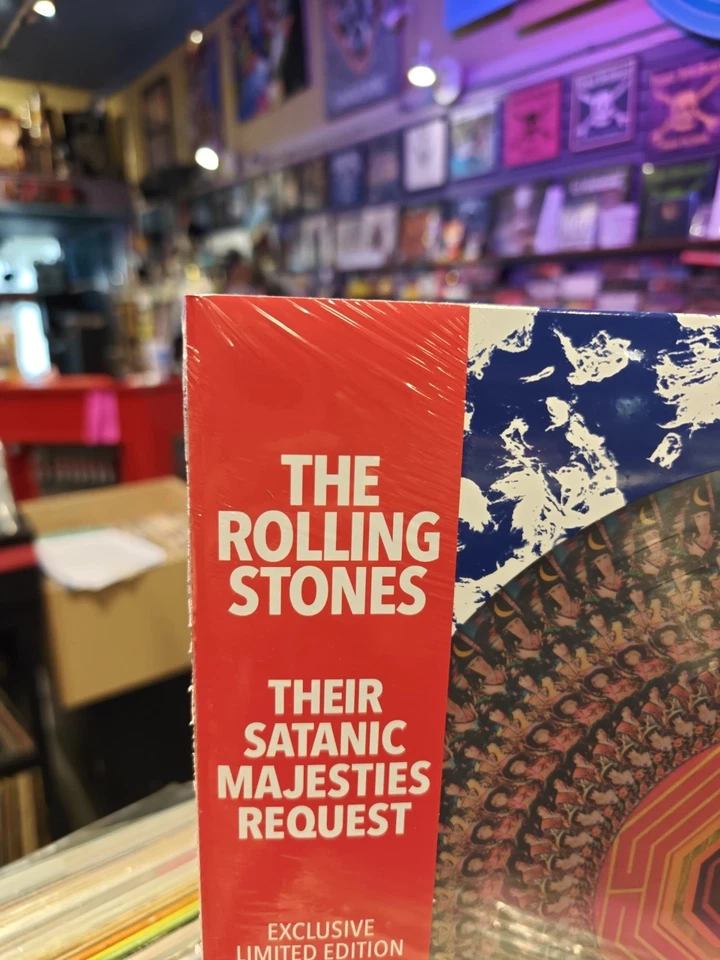 THE
ROLLING
STONES
THEIR
SATANIC
MAJESTIES
REQUEST
EXCLUSIVE
LIMITED EDITION